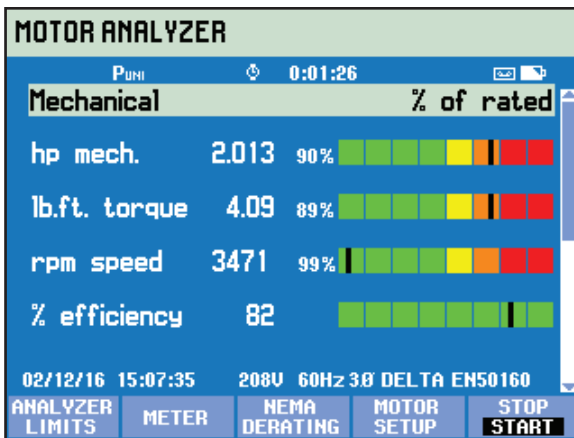 MOTOR ANALYZER
PUNI 0:01:26
Mechanical % of rated
hp mech. 2.013 90%
lb.ft. torque 4.09 89%
rpm speed 3471 99%
% efficiency 82
02/12/16 15:07:35 208V 60Hz 3Ø DELTA EN50160
ANALYZER LIMITS METER NEMA DERATING MOTOR SETUP STOP START